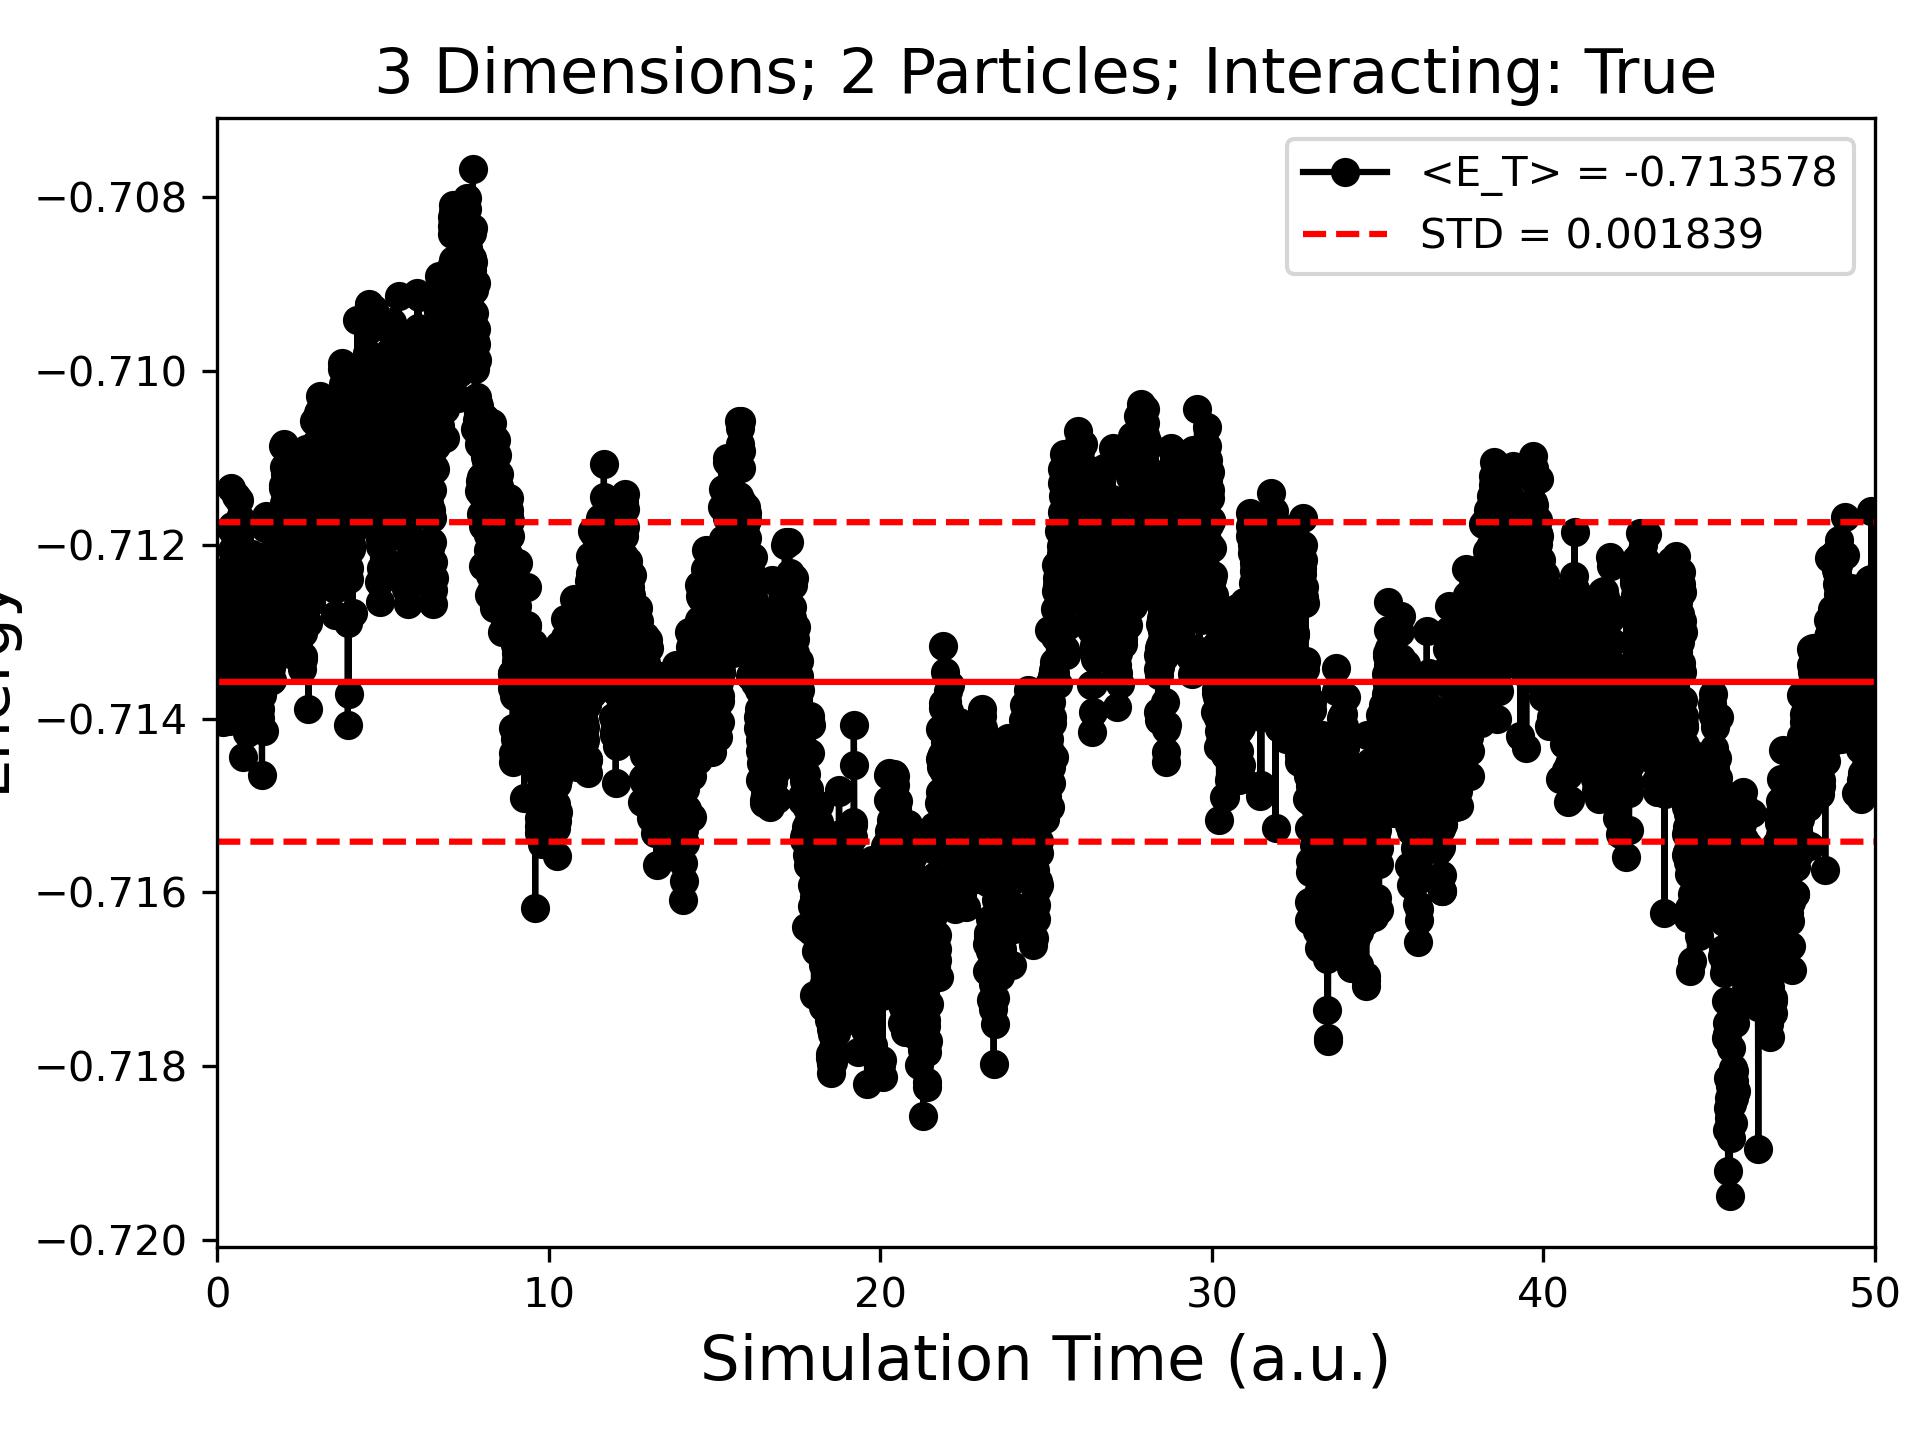 3 Dimensions; 2 Particles; Interacting: True
<E_T> = -0.713578
STD = 0.001839
−0.708
−0.710
−0.712
−0.714
−0.716
−0.718
−0.720
Energy
0 10 20 30 40 50
Simulation Time (a.u.)